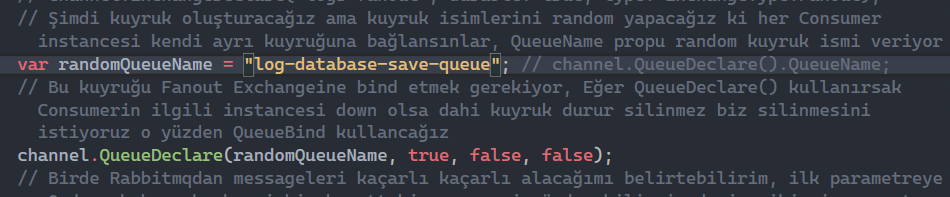 // Şimdi kuyruk oluşturacağız ama kuyruk isimlerini random yapacağız ki her Consumer
instancesi kendi ayrı kuyruğuna bağlansınlar, QueueName propu random kuyruk ismi veriyor
var randomQueueName = "log-database-save-queue"; // channel.QueueDeclare().QueueName;
// Bu kuyruğu Fanout Exchangeine bind etmek gerekiyor, Eğer QueueDeclare() kullanırsak
Consumerin ilgili instancesi down olsa dahi kuyruk durur silinmez biz silinmesini
istiyoruz o yüzden QueueBind kullancağız
channel.QueueDeclare(randomQueueName, true, false, false);
// Birde Rabbitmqdan messageleri kaçarlı kaçarlı alacağımı belirtebilirim, ilk parametreye